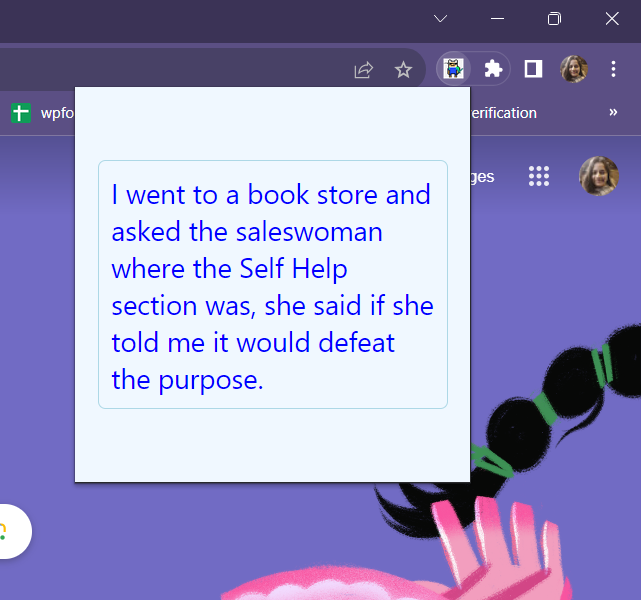 wpfo
erification
»
ges
I went to a book store and
asked the saleswoman
where the Self Help
section was, she said if she
told me it would defeat
the purpose.